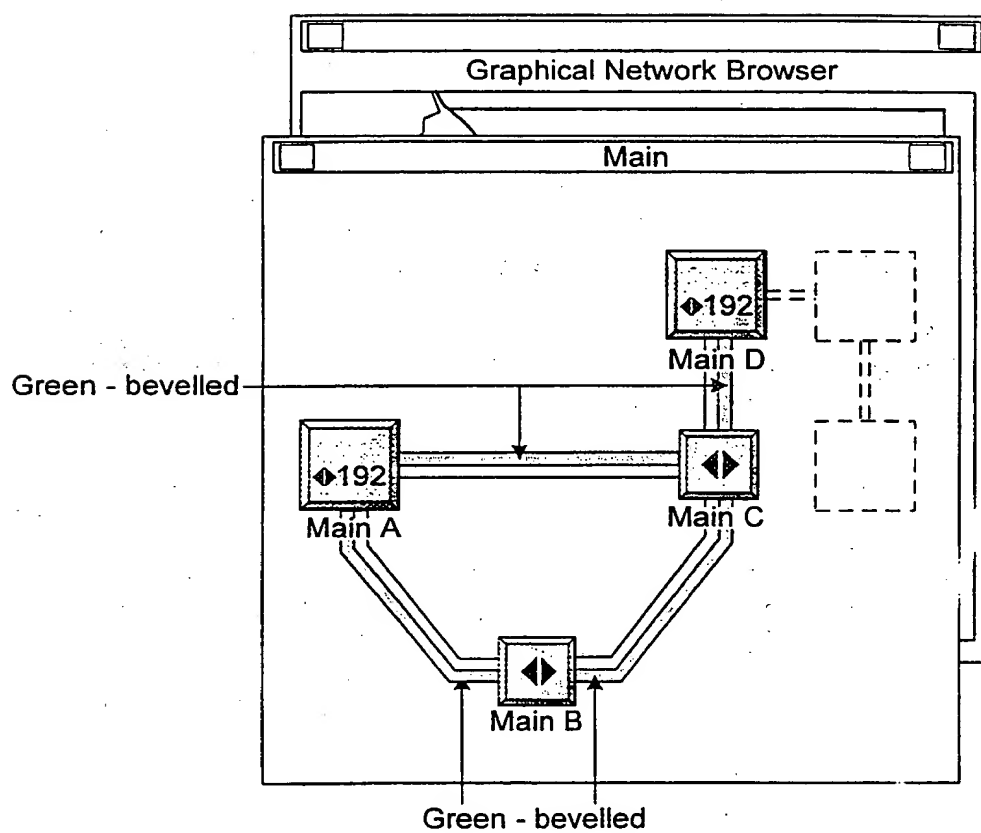 Graphical Network Browser
Main
192
Main D
Green - bevelled
192
Main A
Main C
Main B
Green - bevelled